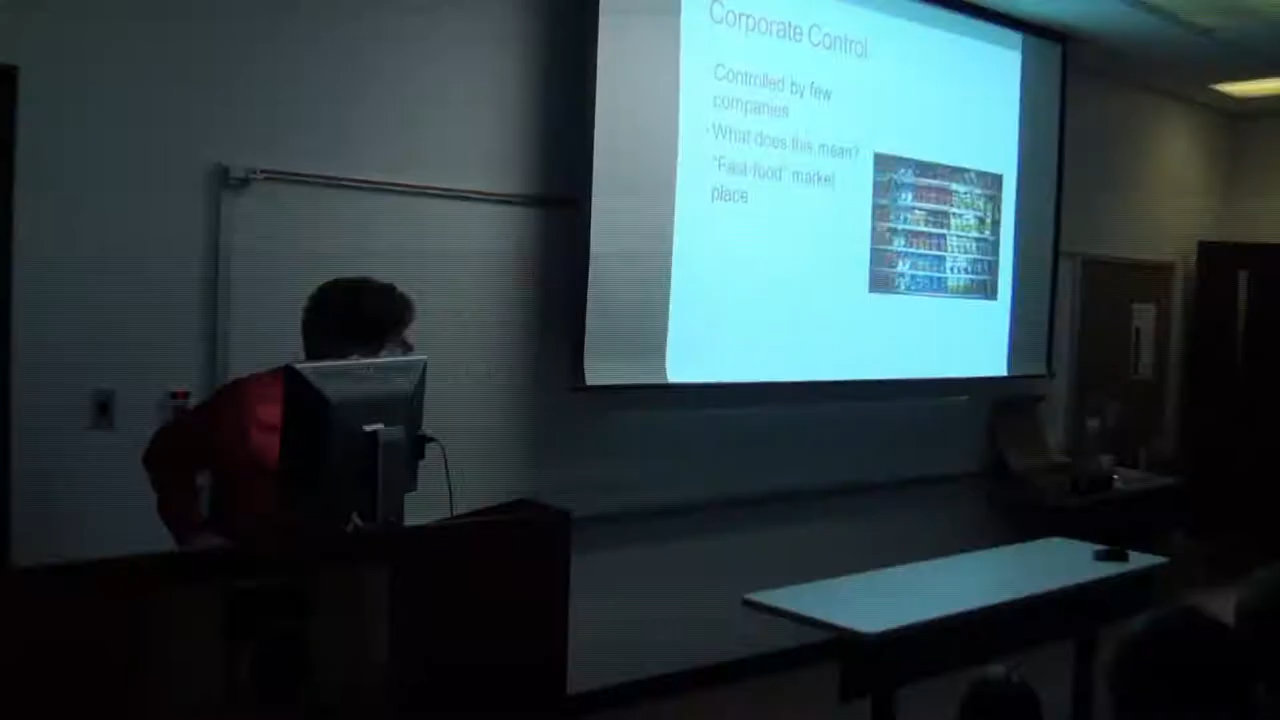 Corporate Control
Controlled by few
companies
What does this mean?
"Fast-food" market
place